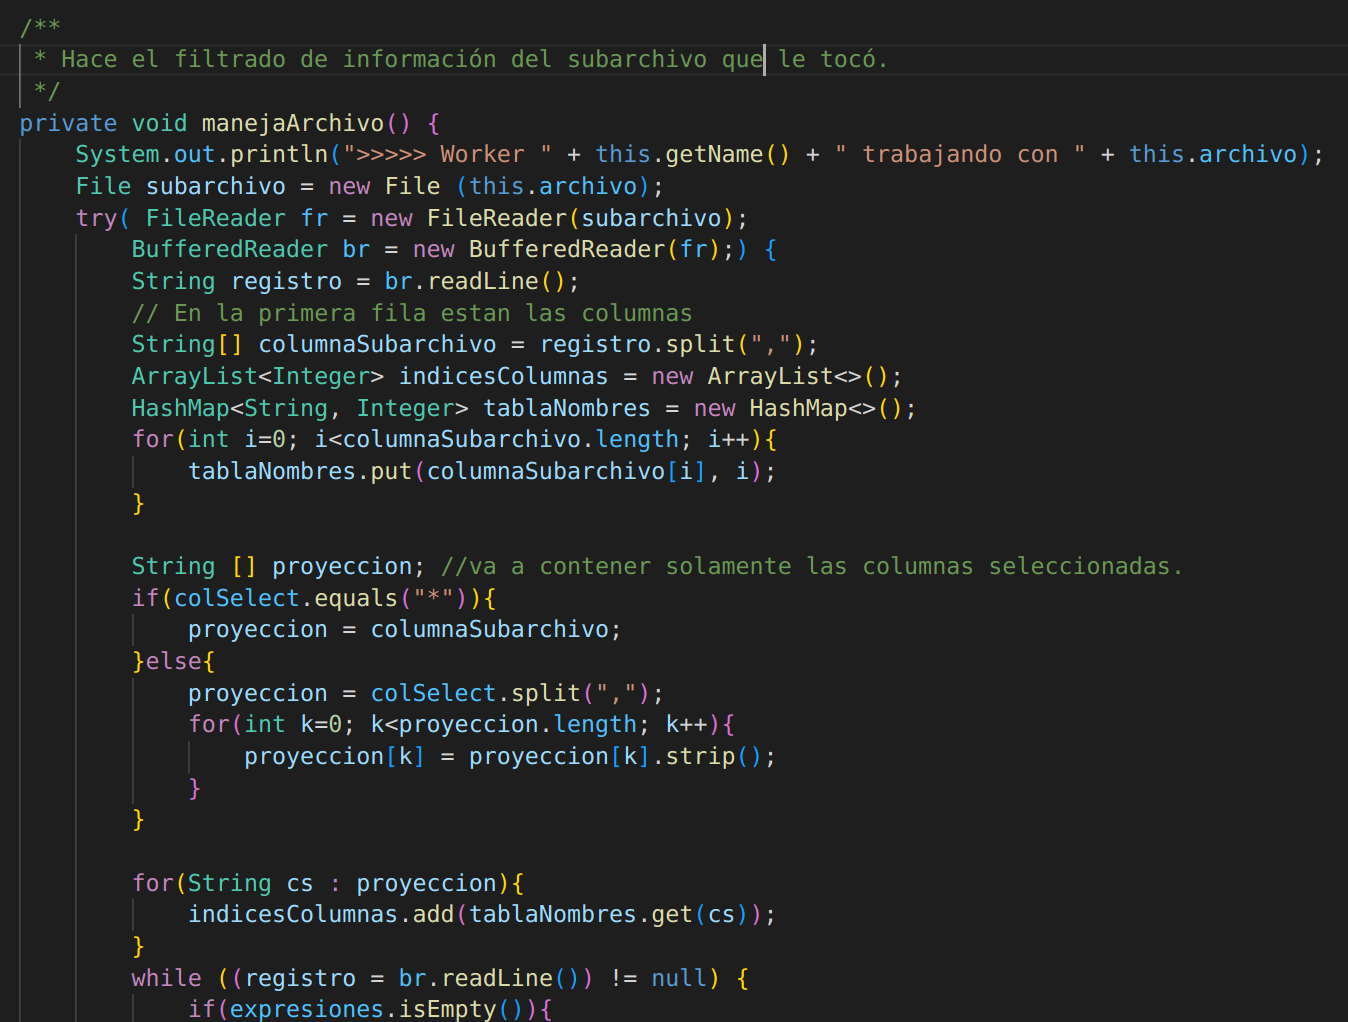 /**
 * Hace el filtrado de información del subarchivo que le tocó.
 */
private void manejaArchivo() {
    System.out.println(">>>>> Worker " + this.getName() + " trabajando con " + this.archivo);
    File subarchivo = new File (this.archivo);
    try( FileReader fr = new FileReader(subarchivo);
        BufferedReader br = new BufferedReader(fr);) {
        String registro = br.readLine();
        // En la primera fila estan las columnas
        String[] columnaSubarchivo = registro.split(",");
        ArrayList<Integer> indicesColumnas = new ArrayList<>();
        HashMap<String, Integer> tablaNombres = new HashMap<>();
        for(int i=0; i<columnaSubarchivo.length; i++){
            tablaNombres.put(columnaSubarchivo[i], i);
        }

        String [] proyeccion; //va a contener solamente las columnas seleccionadas.
        if(colSelect.equals("*")){
            proyeccion = columnaSubarchivo;
        }else{
            proyeccion = colSelect.split(",");
            for(int k=0; k<proyeccion.length; k++){
                proyeccion[k] = proyeccion[k].strip();
            }
        }

        for(String cs : proyeccion){
            indicesColumnas.add(tablaNombres.get(cs));
        }
        while ((registro = br.readLine()) != null) {
            if(expresiones.isEmpty()){